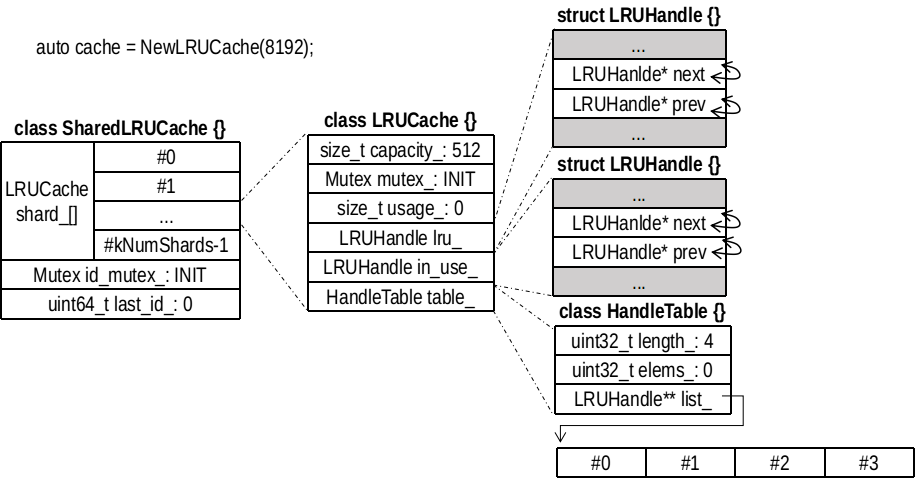 auto cache = NewLRUCache(8192);
class SharedLRUCache {}
LRUCache
shard_[]
#0
#1
...
#kNumShards-1
Mutex id_mutex_: INIT
uint64_t last_id_: 0
class LRUCache {}
size_t capacity_: 512
Mutex mutex_: INIT
size_t usage_: 0
LRUHandle lru_
LRUHandle in_use_
HandleTable table_
struct LRUHandle {}
...
LRUHanlde* next
LRUHandle* prev
...
struct LRUHandle {}
...
LRUHanlde* next
LRUHandle* prev
...
class HandleTable {}
uint32_t length_: 4
uint32_t elems_: 0
LRUHandle** list_
#0 #1 #2 #3